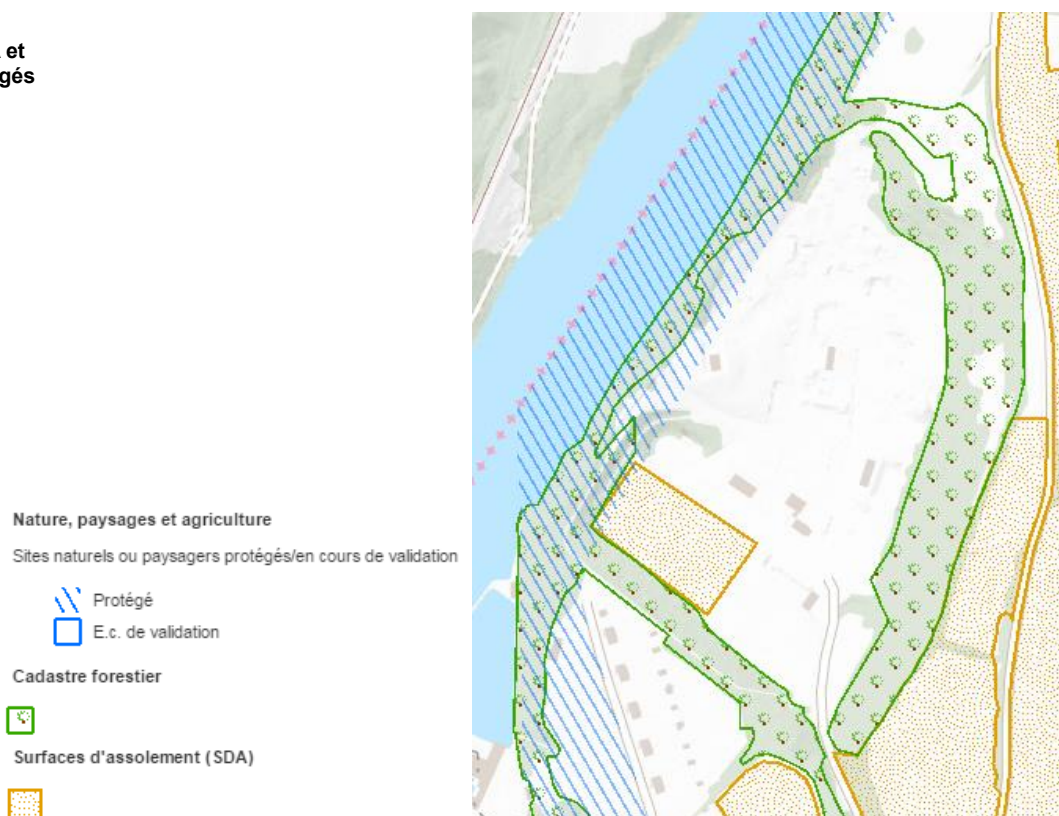 et
gés
Nature, paysages et agriculture
Sites naturels ou paysagers protégés/en cours de validation
Protégé
E.c. de validation
Cadastre forestier
Surfaces d'assolement (SDA)